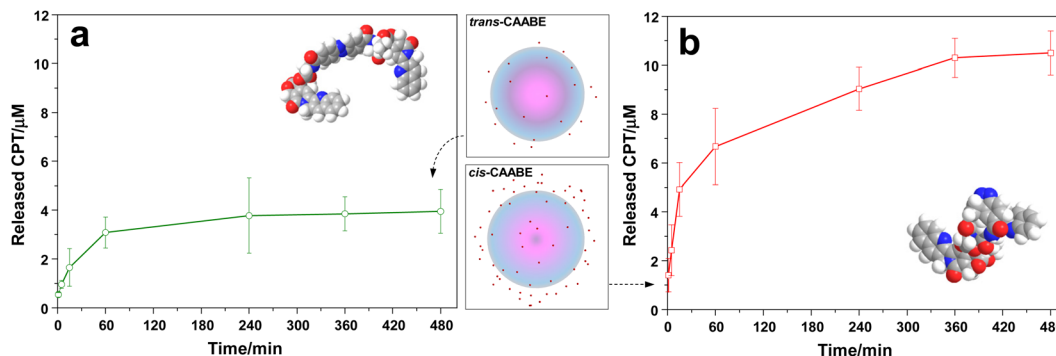 a
12
10
8
6
4
2
0
Released CPT/μM
0 60 120 180 240 300 360 420 480
Time/min
trans-CAABE
cis-CAABE
b
12
10
8
6
4
2
0
Released CPT/μM
0 60 120 180 240 300 360 420 48
Time/min